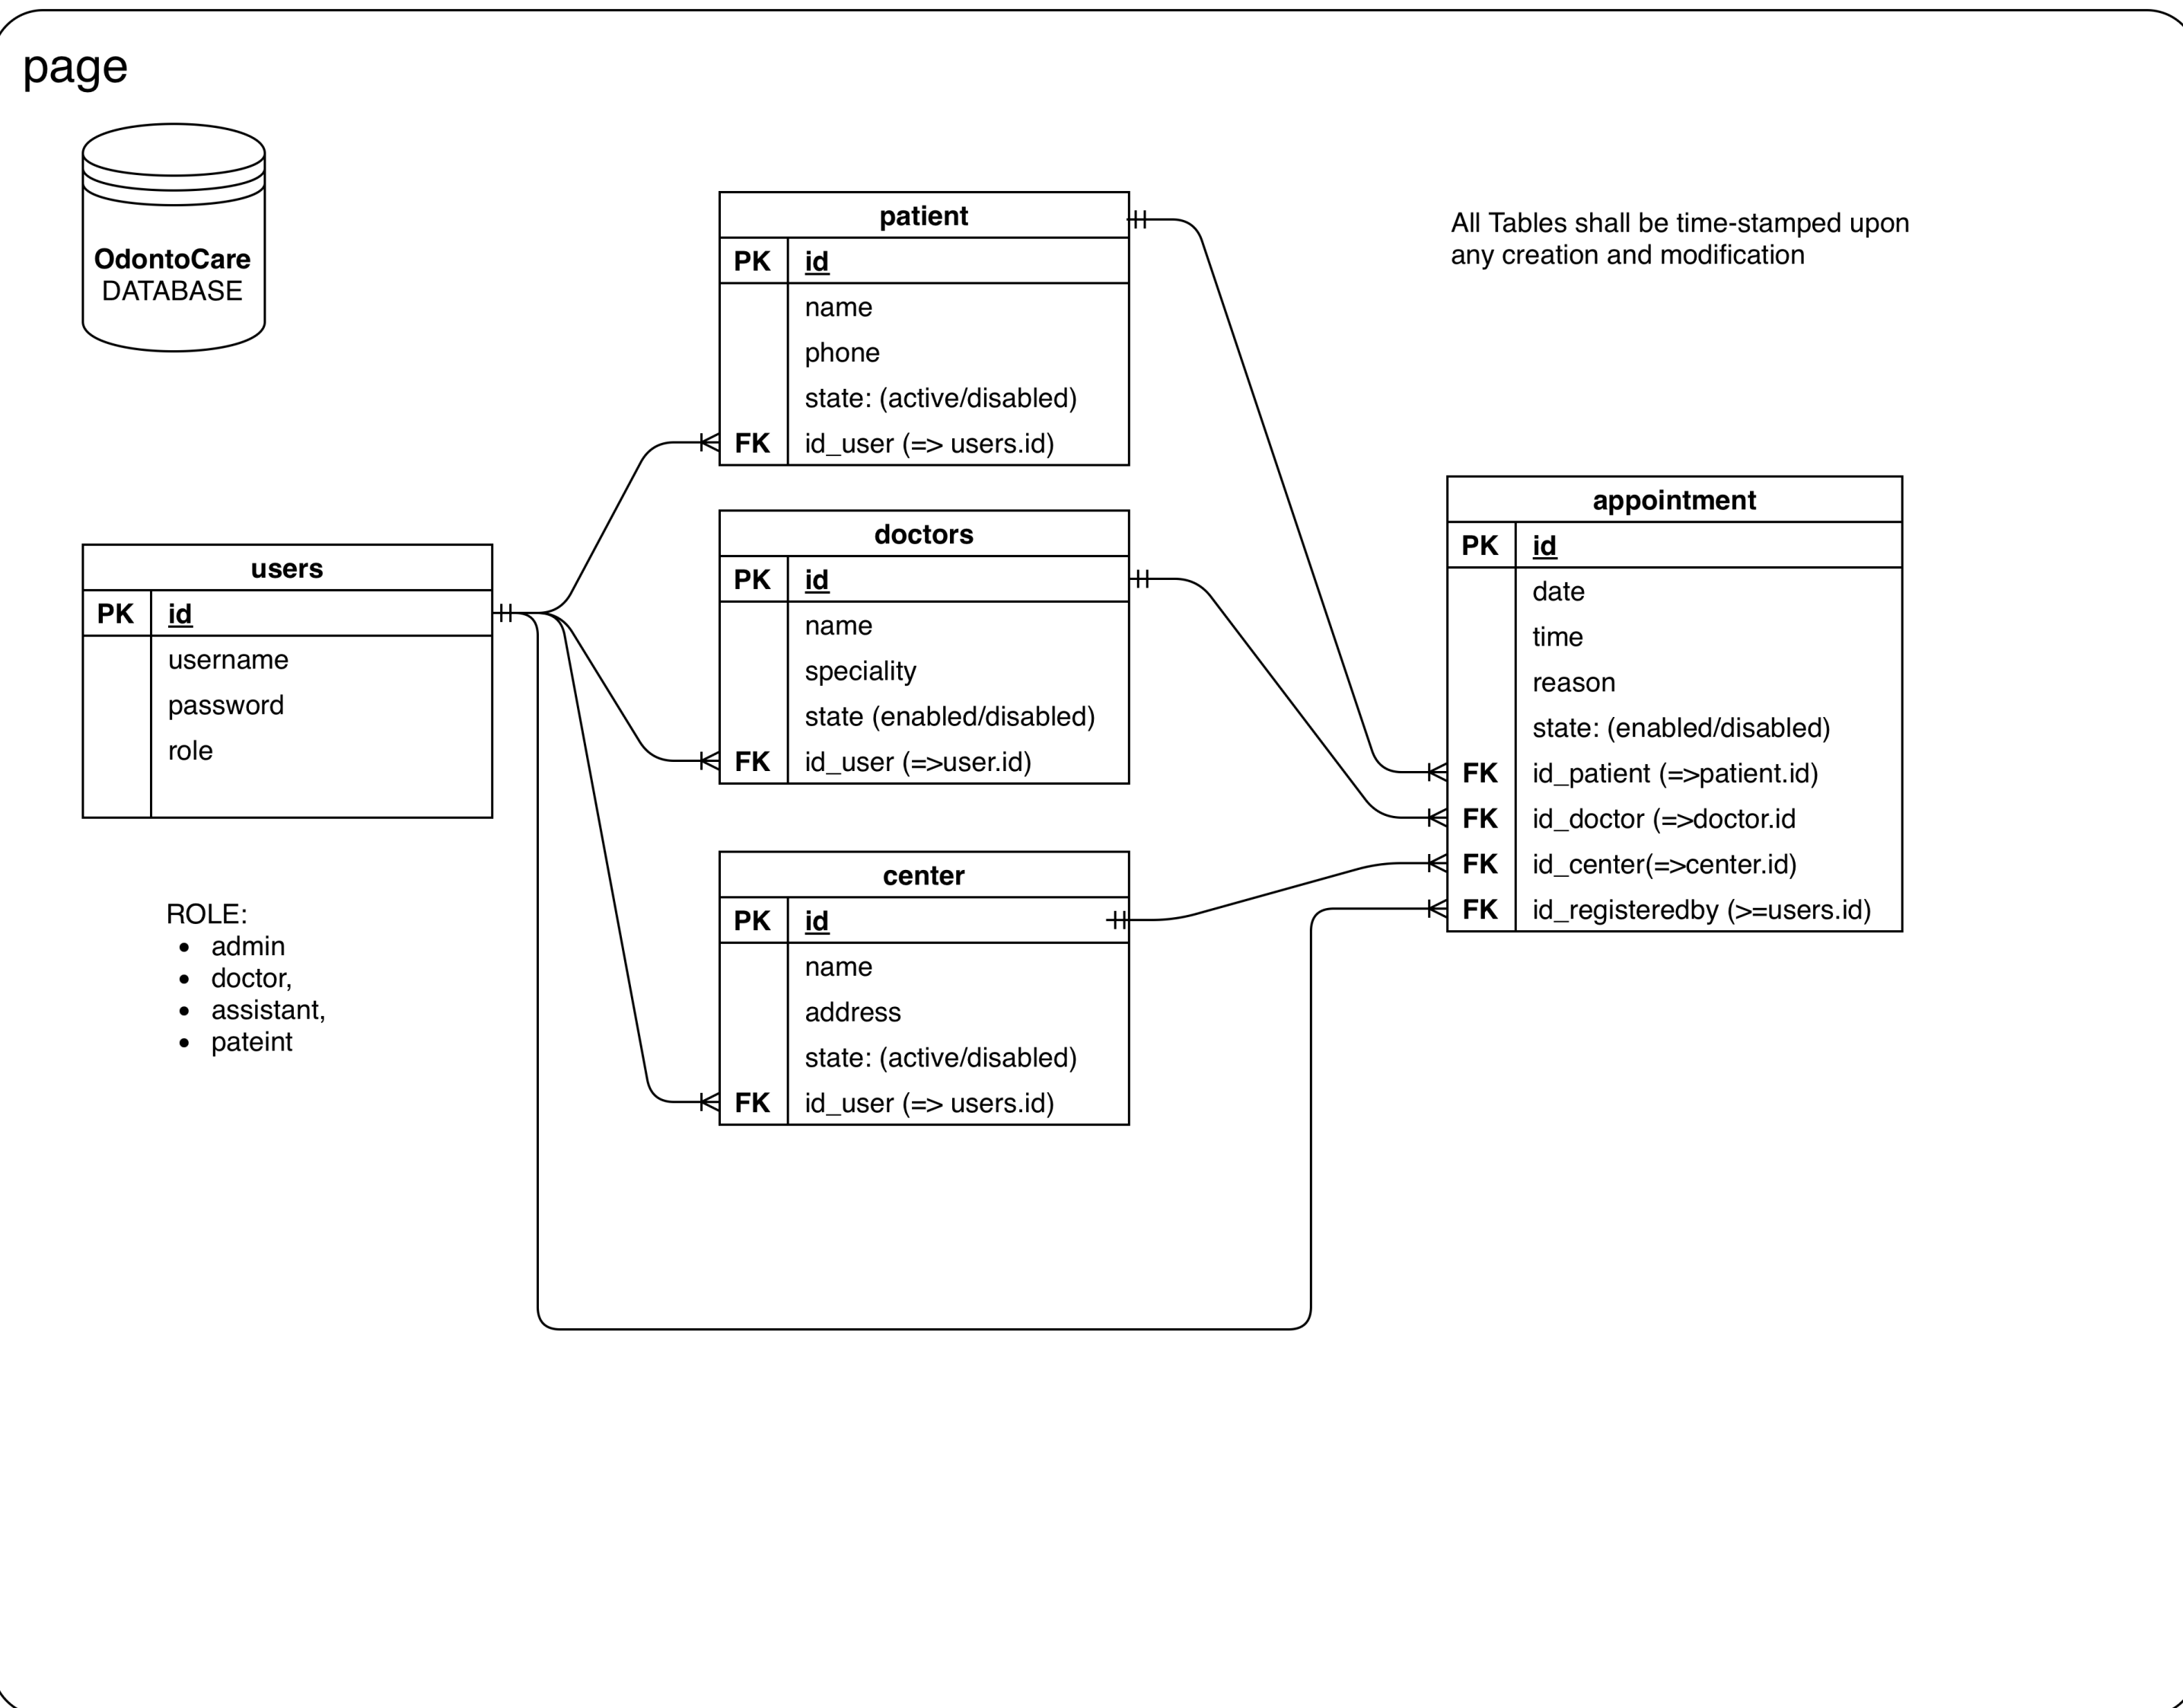 page
OdontoCare
DATABASE
patient
PK id
name
phone
state: (active/disabled)
FK id_user (=> users.id)
All Tables shall be time-stamped upon
any creation and modification
users
PK id
username
password
role
ROLE:
• admin
• doctor,
• assistant,
• pateint
doctors
PK id
name
speciality
state (enabled/disabled)
FK id_user (=>user.id)
center
PK id
name
address
state: (active/disabled)
FK id_user (=> users.id)
appointment
PK id
date
time
reason
state: (enabled/disabled)
FK id_patient (=>patient.id)
FK id_doctor (=>doctor.id
FK id_center(=>center.id)
FK id_registeredby (>=users.id)